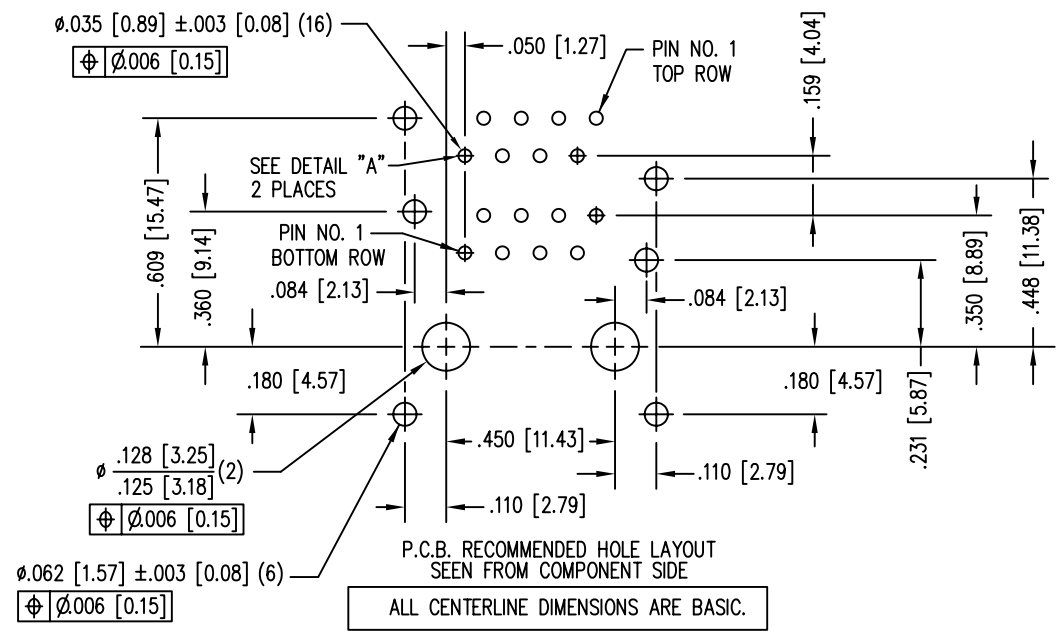 ø.035 [0.89] ±.003 [0.08] (16)
⌖ Ø.006 [0.15]
.050 [1.27]
PIN NO. 1
TOP ROW
.159 [4.04]
SEE DETAIL "A"
2 PLACES
PIN NO. 1
BOTTOM ROW
.609 [15.47]
.360 [9.14]
.084 [2.13]
.084 [2.13]
.350 [8.89]
.448 [11.38]
.180 [4.57]
.180 [4.57]
.231 [5.87]
.450 [11.43]
ø .128 [3.25]
.125 [3.18] (2)
⌖ Ø.006 [0.15]
.110 [2.79]
.110 [2.79]
ø.062 [1.57] ±.003 [0.08] (6)
⌖ Ø.006 [0.15]
P.C.B. RECOMMENDED HOLE LAYOUT
SEEN FROM COMPONENT SIDE
ALL CENTERLINE DIMENSIONS ARE BASIC.